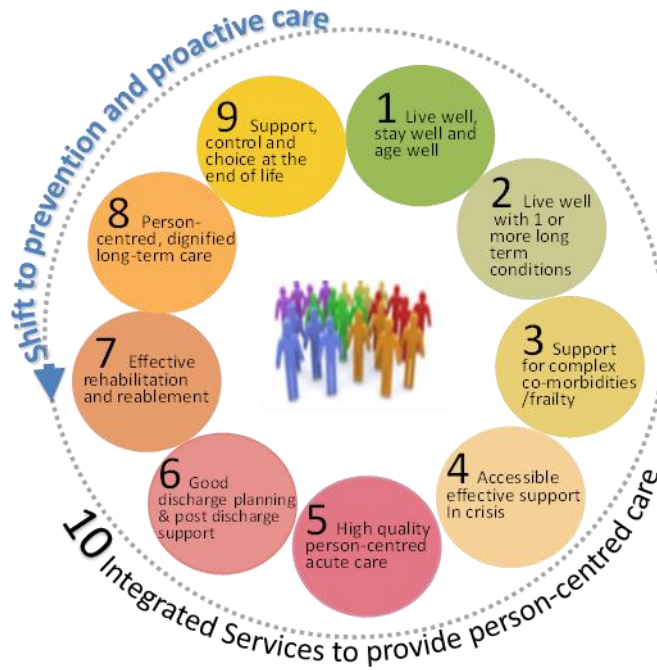 Shift to prevention and proactive care
1 Live well,
stay well and
age well
2 Live well
with 1 or
more long
term
conditions
3 Support
for complex
co-morbidities
/frailty
4 Accessible
effective support
In crisis
5 High quality
person-centred
acute care
6 Good
discharge planning
& post discharge
support
7 Effective
rehabilitation
and reablement
8 Person-
centred, dignified
long-term care
9 Support,
control and
choice at the
end of life
10 Integrated Services to provide person-centred care